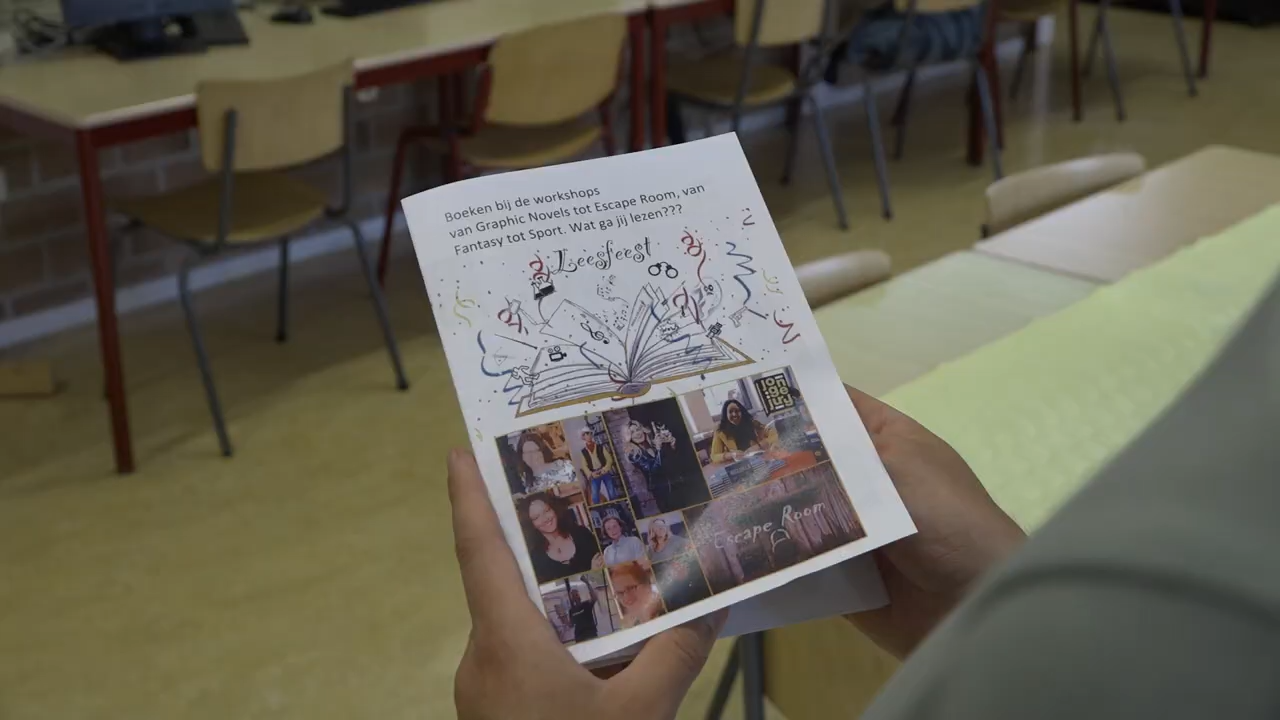 Boeken bij de workshops
van Graphic Novels tot Escape Room, van
Fantasy tot Sport. Wat ga jij lezen???
Leesfeest
Escape Room